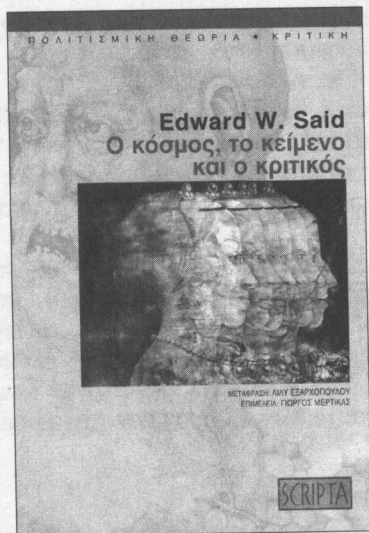 ΠΟΛΙΤΙΣΜΙΚΗ ΘΕΩΡΙΑ • ΚΡΙΤΙΚΗ
Edward W. Said
Ο κόσμος, το κείμενο
και ο κριτικός
ΜΕΤΑΦΡΑΣΗ: ΛΙΛΥ ΕΞΑΡΧΟΠΟΥΛΟΥ
ΕΠΙΜΕΛΕΙΑ: ΓΙΩΡΓΟΣ ΜΕΡΤΙΚΑΣ
SCRIPTA